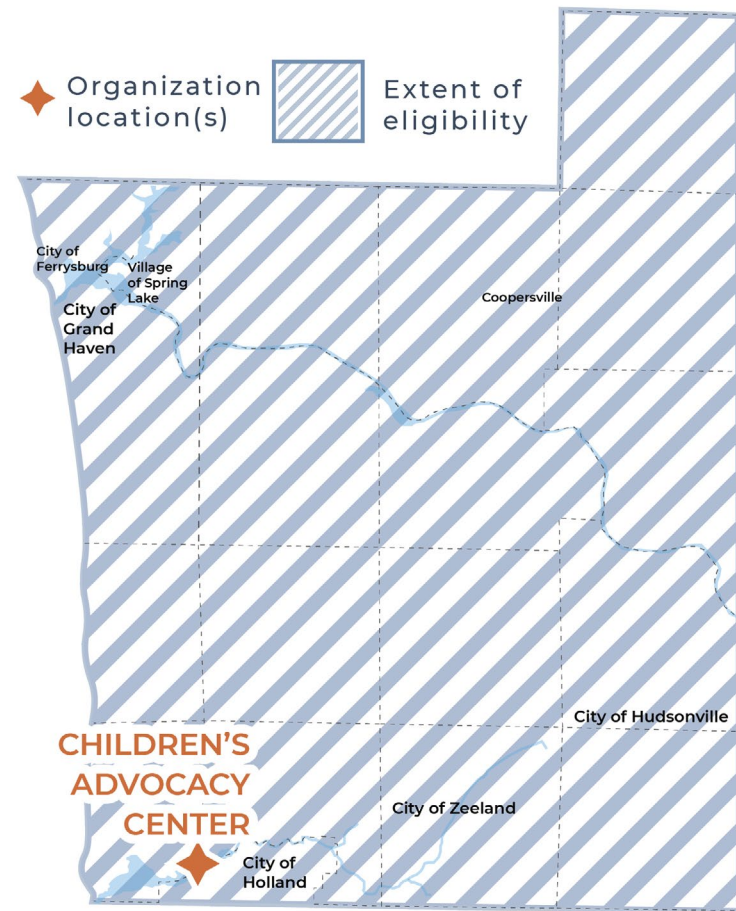 Organization
location(s)
Extent of
eligibility
City of
Ferrysburg
Village
of Spring
Lake
City of
Grand
Haven
Coopersville
City of Hudsonville
CHILDREN'S
ADVOCACY
CENTER
City of Zeeland
City of
Holland